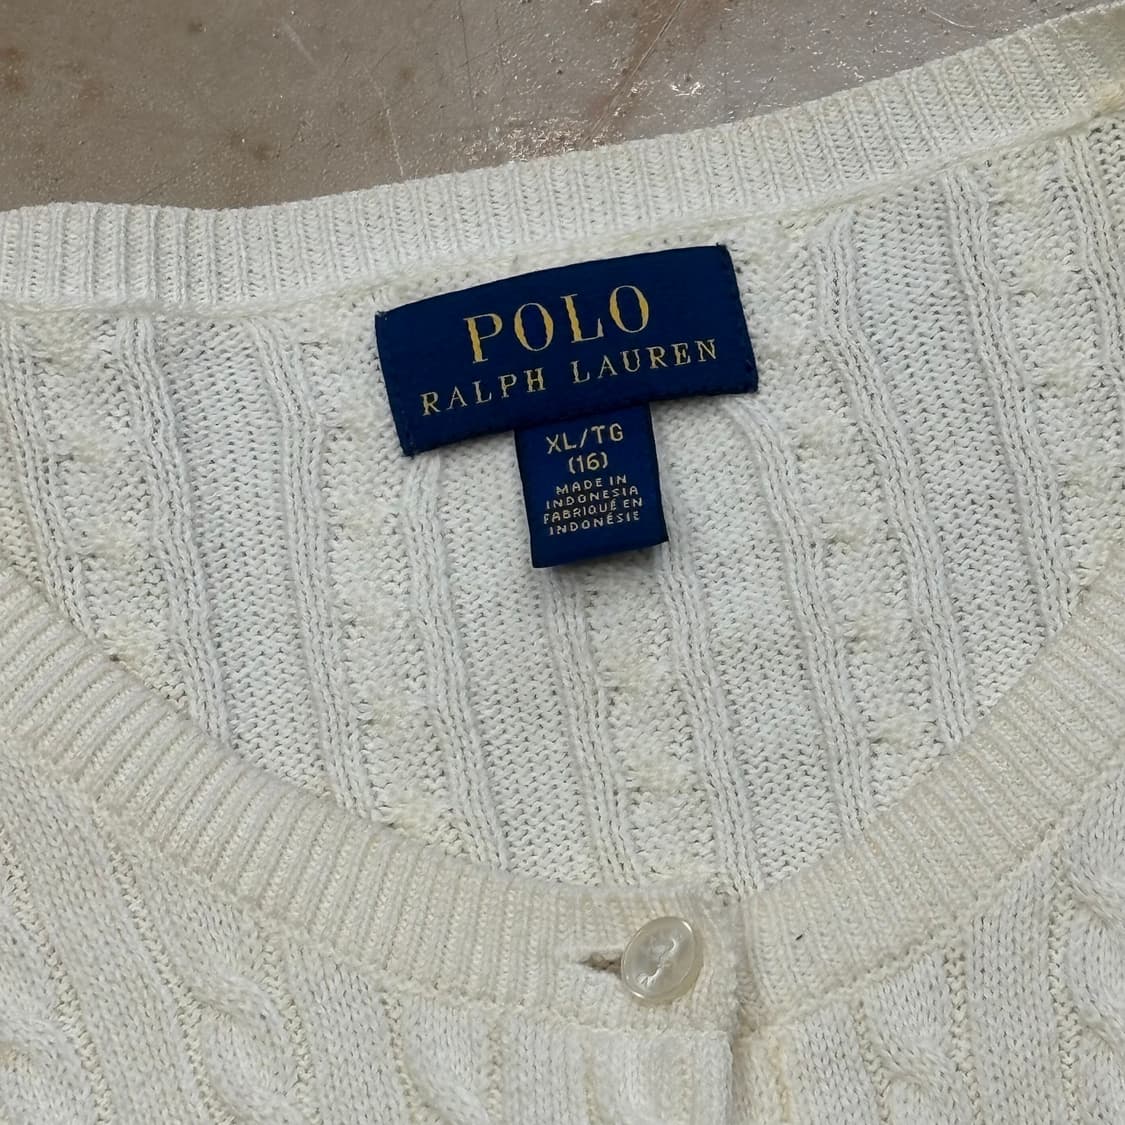 POLO
RALPH LAUREN
XL/TG
(16)
MADE IN
INDONESIA
FABRIQUÉ EN
INDONÉSIE